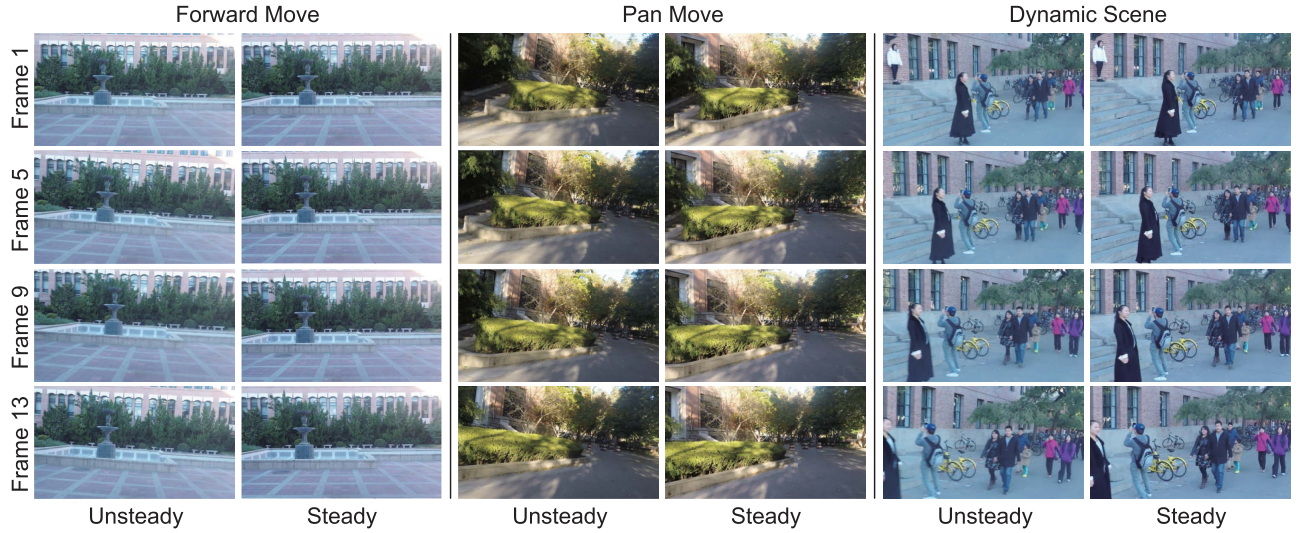 Forward Move
Pan Move
Dynamic Scene
Frame 1
Frame 5
Frame 9
Frame 13
Unsteady
Steady
Unsteady
Steady
Unsteady
Steady